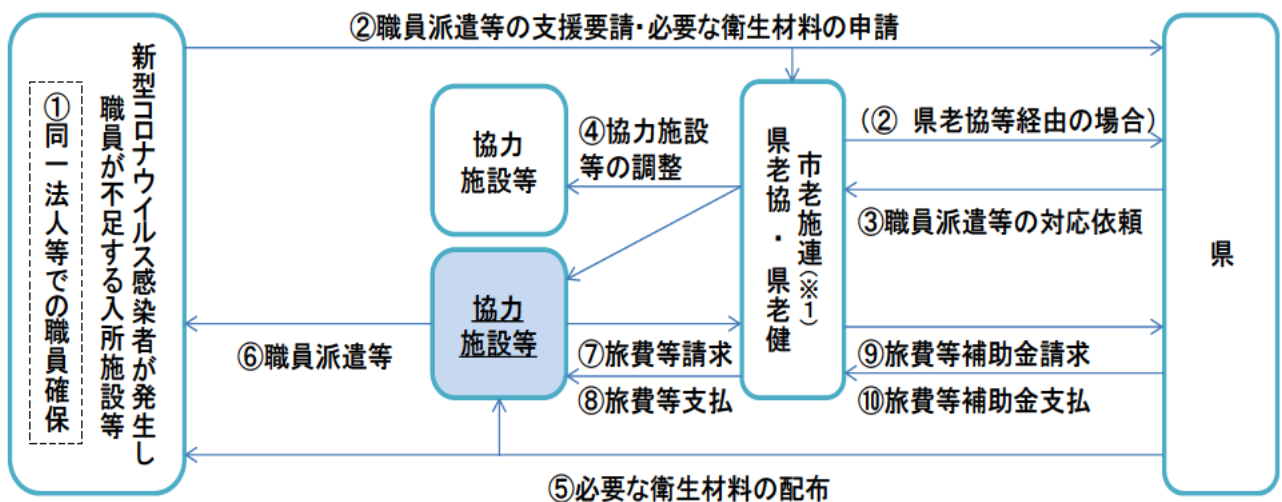 ②職員派遣等の支援要請・必要な衛生材料の申請
新型コロナウイルス感染者が発生し
職員が不足する入所施設等
①同一法人等での職員確保
協力
施設等
④協力施設
等の調整
市老施連(※1)
県老協・県老健
(② 県老協等経由の場合)
③職員派遣等の対応依頼
県
協力
施設等
⑥職員派遣等
⑦旅費等請求
⑧旅費等支払
⑨旅費等補助金請求
⑩旅費等補助金支払
⑤必要な衛生材料の配布